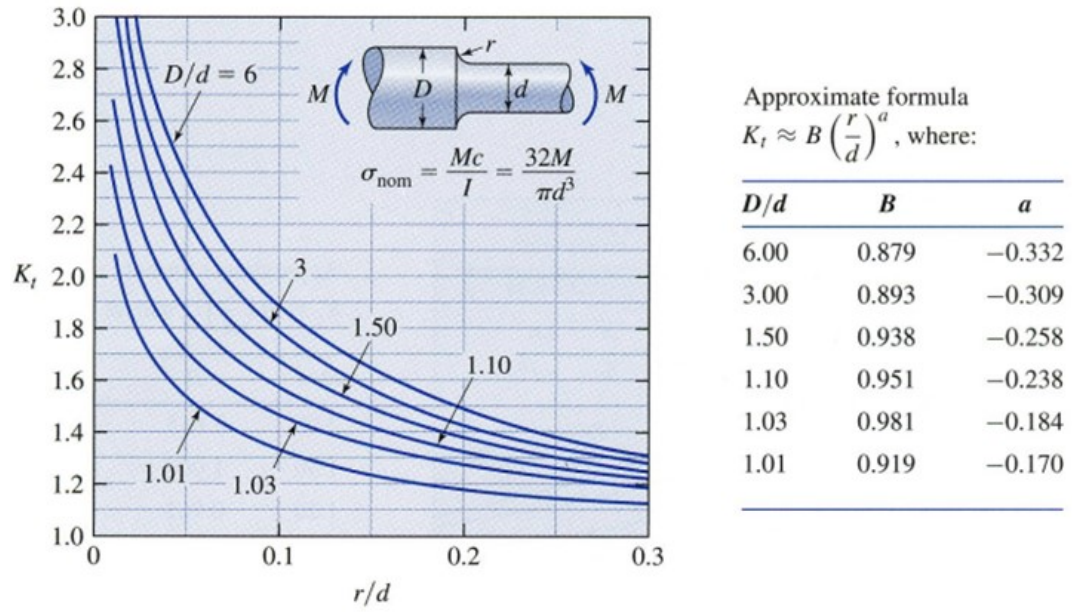 3.0
2.8
2.6
2.4
2.2
K_t 2.0
1.8
1.6
1.4
1.2
1.0
0 0.1 0.2 0.3
r/d
D/d = 6
3
1.50
1.10
1.01
1.03
M D r d M
σ_nom = Mc/I = 32M/πd³
Approximate formula
K_t ≈ B (r/d)^a, where:
D/d B a
6.00 0.879 −0.332
3.00 0.893 −0.309
1.50 0.938 −0.258
1.10 0.951 −0.238
1.03 0.981 −0.184
1.01 0.919 −0.170